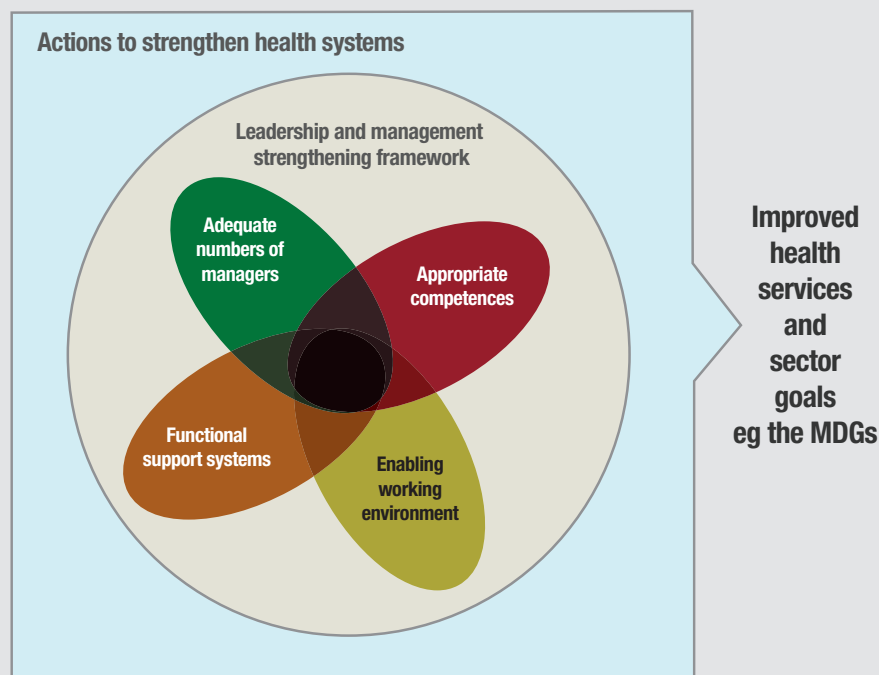 Actions to strengthen health systems
Leadership and management
strengthening framework
Adequate
numbers of
managers
Appropriate
competences
Functional
support systems
Enabling
working
environment
Improved
health
services
and
sector
goals
eg the MDGs